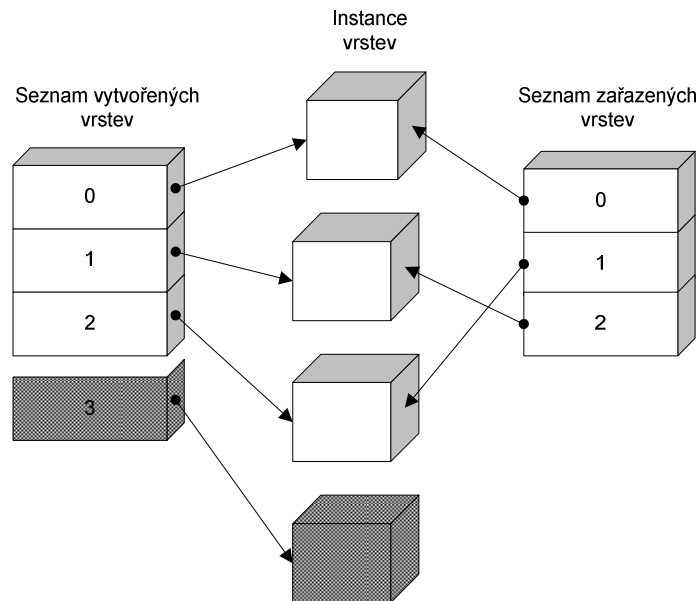 Instance
vrstev
Seznam vytvořených
vrstev
0
1
2
3
Seznam zařazených
vrstev
0
1
2